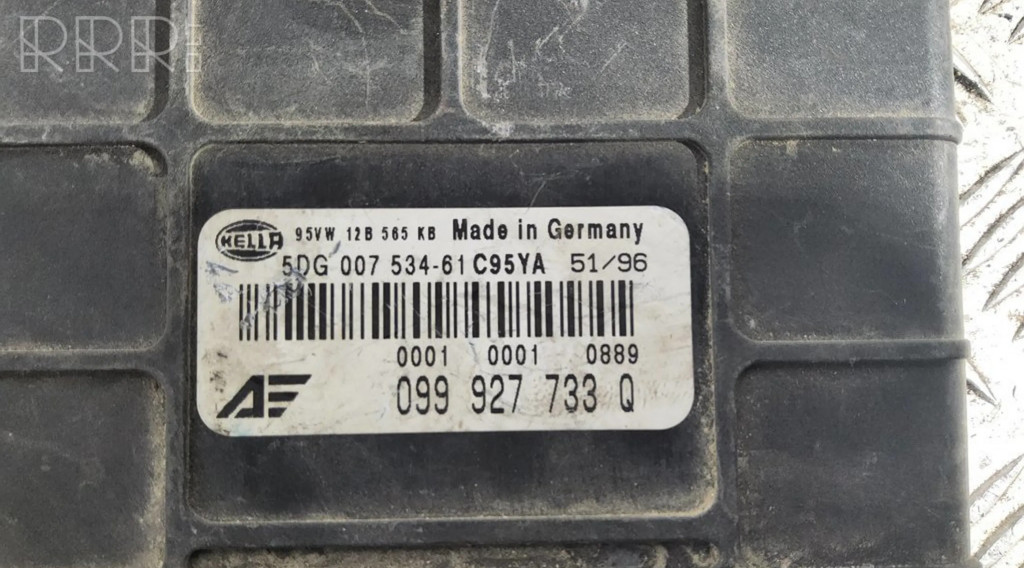 RRR
HELLA 95VW 12B 565 KB Made in Germany
5DG 007 534-61 C95YA 51/96
0001 0001 0889
AE 099 927 733 Q